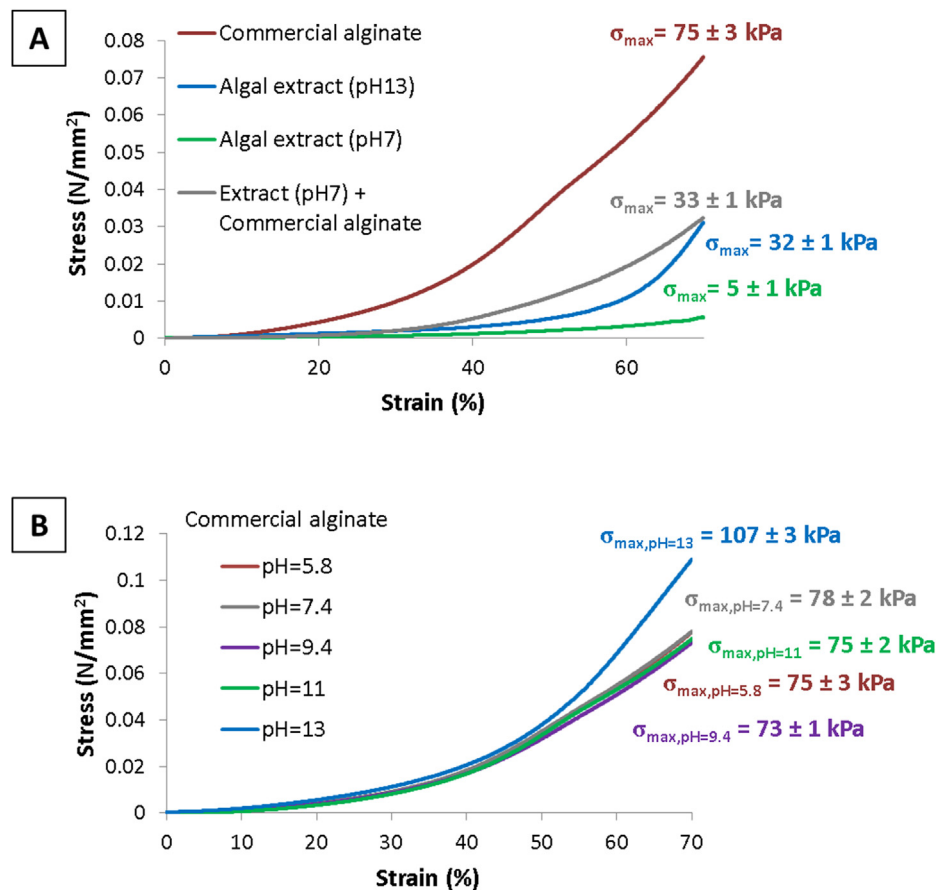 A
Commercial alginate
Algal extract (pH13)
Algal extract (pH7)
Extract (pH7) +
Commercial alginate
σmax= 75 ± 3 kPa
σmax= 33 ± 1 kPa
σmax= 32 ± 1 kPa
σmax= 5 ± 1 kPa
0.08
0.07
0.06
0.05
0.04
0.03
0.02
0.01
0
Stress (N/mm²)
0 20 40 60
Strain (%)
B
Commercial alginate
pH=5.8
pH=7.4
pH=9.4
pH=11
pH=13
σmax,pH=13 = 107 ± 3 kPa
σmax,pH=7.4 = 78 ± 2 kPa
σmax,pH=11 = 75 ± 2 kPa
σmax,pH=5.8 = 75 ± 3 kPa
σmax,pH=9.4 = 73 ± 1 kPa
0.12
0.1
0.08
0.06
0.04
0.02
0
Stress (N/mm²)
0 10 20 30 40 50 60 70
Strain (%)